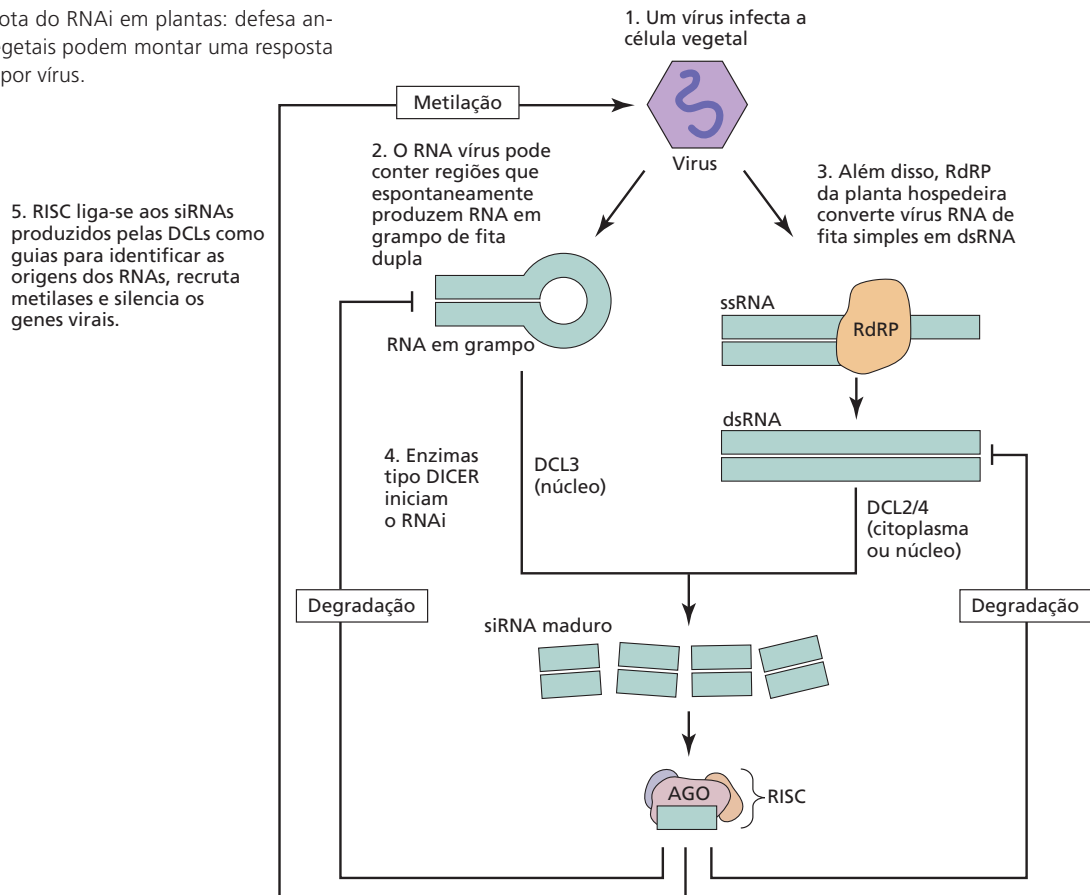 ota do RNAi em plantas: defesa an-
egetais podem montar uma resposta
por vírus.
1. Um vírus infecta a
célula vegetal
Metilação
Virus
2. O RNA vírus pode
conter regiões que
espontaneamente
produzem RNA em
grampo de fita
dupla
3. Além disso, RdRP
da planta hospedeira
converte vírus RNA de
fita simples em dsRNA
5. RISC liga-se aos siRNAs
produzidos pelas DCLs como
guias para identificar as
origens dos RNAs, recruta
metilases e silencia os
genes virais.
RNA em grampo
ssRNA
RdRP
dsRNA
4. Enzimas
tipo DICER
iniciam
o RNAi
DCL3
(núcleo)
DCL2/4
(citoplasma
ou núcleo)
Degradação
Degradação
siRNA maduro
AGO
RISC